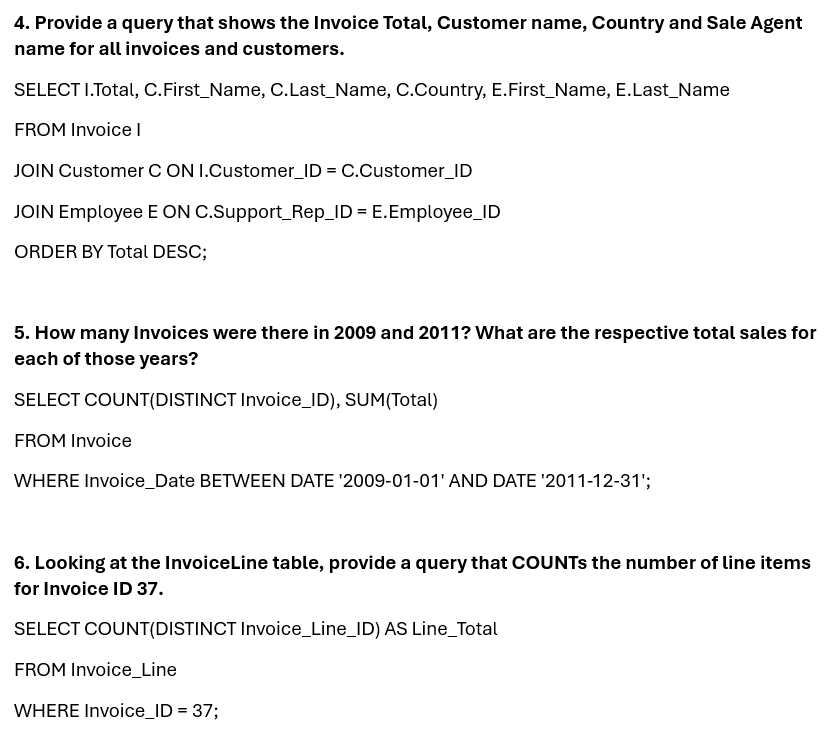 4. Provide a query that shows the Invoice Total, Customer name, Country and Sale Agent
name for all invoices and customers.
SELECT I.Total, C.First_Name, C.Last_Name, C.Country, E.First_Name, E.Last_Name
FROM Invoice I
JOIN Customer C ON I.Customer_ID = C.Customer_ID
JOIN Employee E ON C.Support_Rep_ID = E.Employee_ID
ORDER BY Total DESC;
5. How many Invoices were there in 2009 and 2011? What are the respective total sales for
each of those years?
SELECT COUNT(DISTINCT Invoice_ID), SUM(Total)
FROM Invoice
WHERE Invoice_Date BETWEEN DATE '2009-01-01' AND DATE '2011-12-31';
6. Looking at the InvoiceLine table, provide a query that COUNTs the number of line items
for Invoice ID 37.
SELECT COUNT(DISTINCT Invoice_Line_ID) AS Line_Total
FROM Invoice_Line
WHERE Invoice_ID = 37;